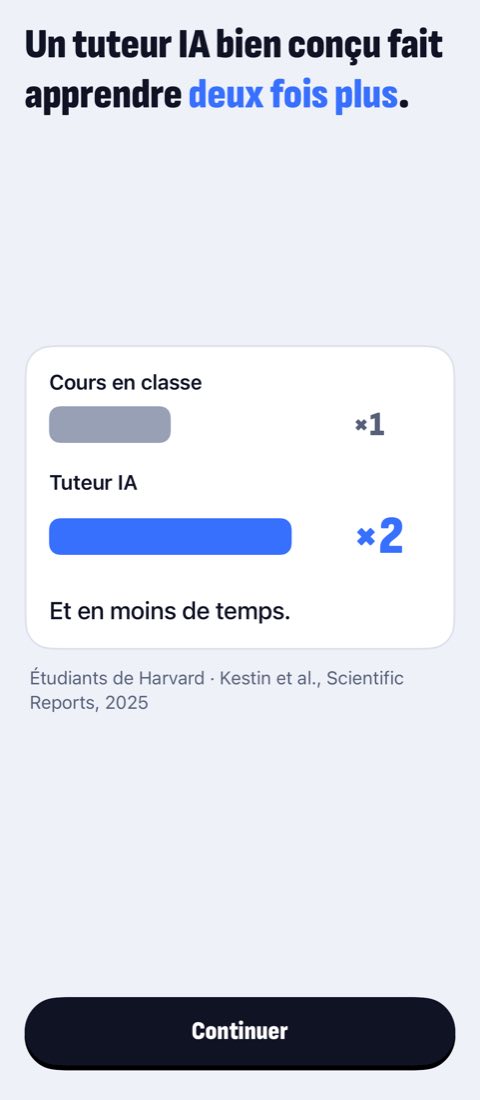 Un tuteur IA bien conçu fait
apprendre deux fois plus.
Cours en classe
×1
Tuteur IA
×2
Et en moins de temps.
Étudiants de Harvard · Kestin et al., Scientific
Reports, 2025
Continuer